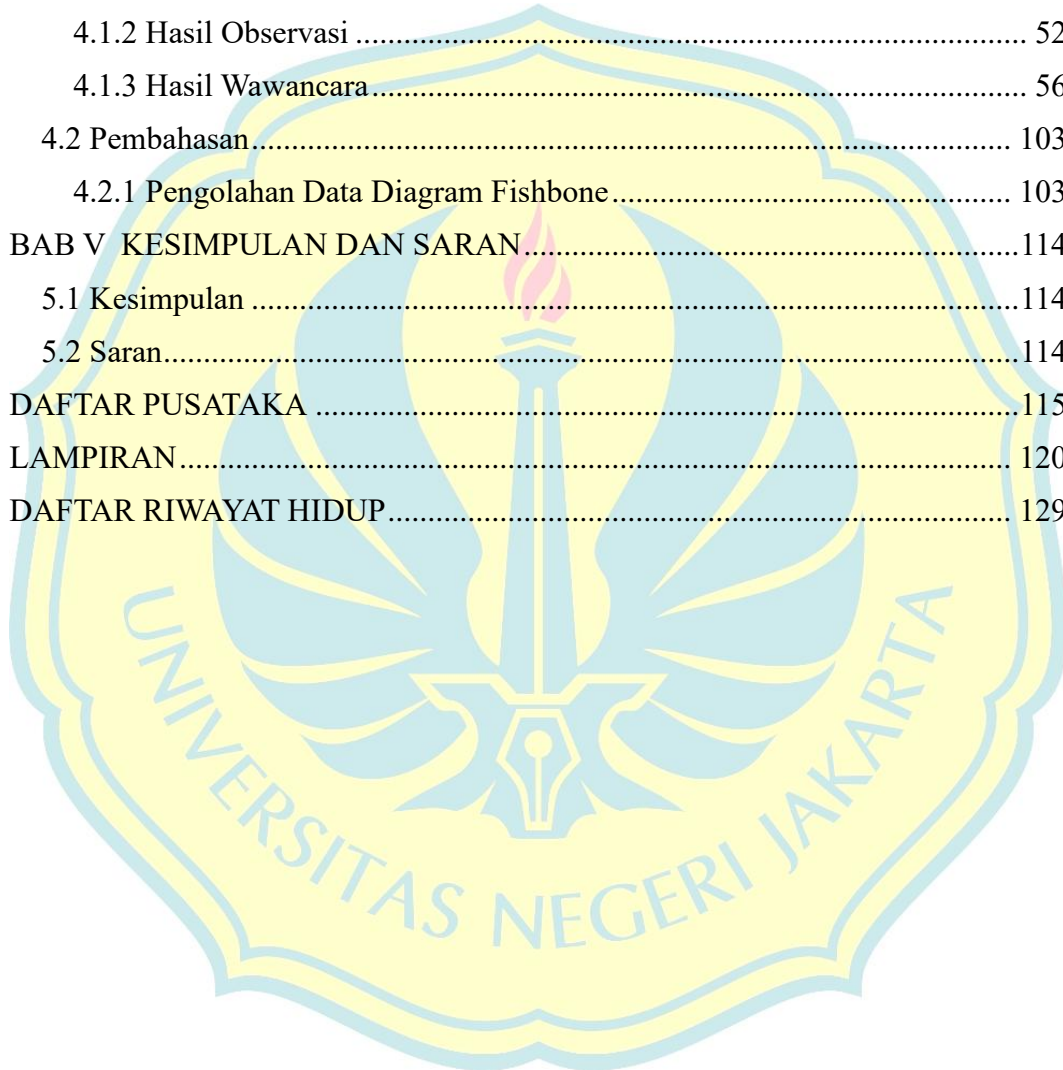 4.1.2 Hasil Observasi ........................................................................................ 52
4.1.3 Hasil Wawancara...................................................................................... 56
4.2 Pembahasan.................................................................................................... 103
4.2.1 Pengolahan Data Diagram Fishbone.................................................... 103
BAB V KESIMPULAN DAN SARAN.................................................................114
5.1 Kesimpulan ....................................................................................................114
5.2 Saran................................................................................................................114
DAFTAR PUSATAKA ............................................................................................115
LAMPIRAN............................................................................................................. 120
DAFTAR RIWAYAT HIDUP.................................................................................. 129
UNIVERSITAS NEGERI JAKARTA